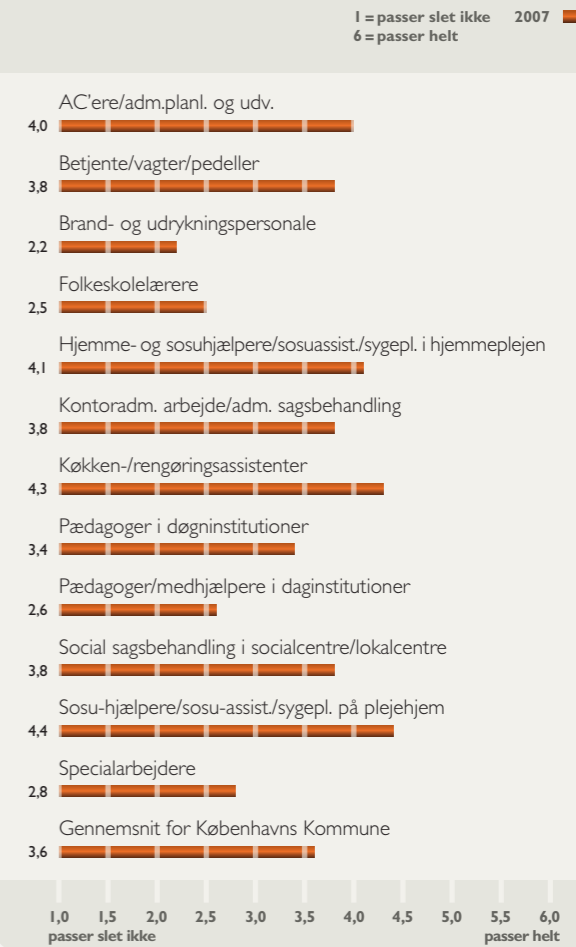 1 = passer slet ikke 2007
6 = passer helt
AC'ere/adm.planl. og udv.
4,0
Betjente/vagter/pedeller
3,8
Brand- og udrykningspersonale
2,2
Folkeskolelærere
2,5
Hjemme- og sosuhjælpere/sosuassist./sygepl. i hjemmeplejen
4,1
Kontoradm. arbejde/adm. sagsbehandling
3,8
Køkken-/rengøringsassistenter
4,3
Pædagoger i døgninstitutioner
3,4
Pædagoger/medhjælpere i daginstitutioner
2,6
Social sagsbehandling i socialcentre/lokalcentre
3,8
Sosu-hjælpere/sosu-assist./sygepl. på plejehjem
4,4
Specialarbejdere
2,8
Gennemsnit for Københavns Kommune
3,6
1,0 1,5 2,0 2,5 3,0 3,5 4,0 4,5 5,0 5,5 6,0
passer slet ikke passer helt